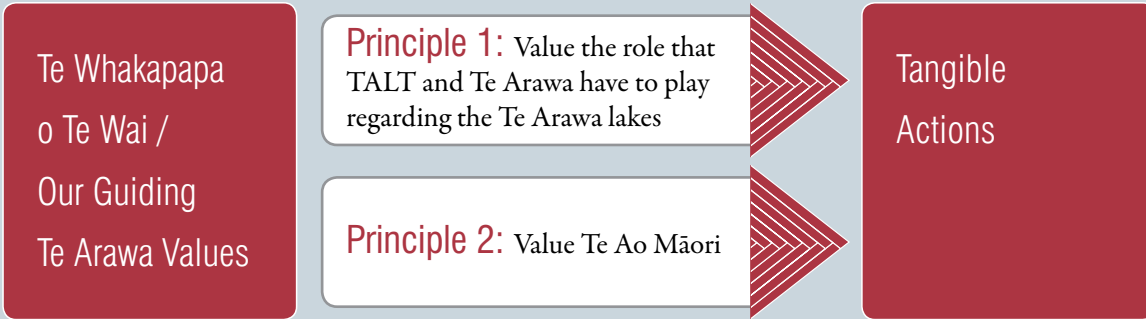 Te Whakapapa
o Te Wai /
Our Guiding
Te Arawa Values
Principle 1: Value the role that
TALT and Te Arawa have to play
regarding the Te Arawa lakes
Principle 2: Value Te Ao Māori
Tangible
Actions